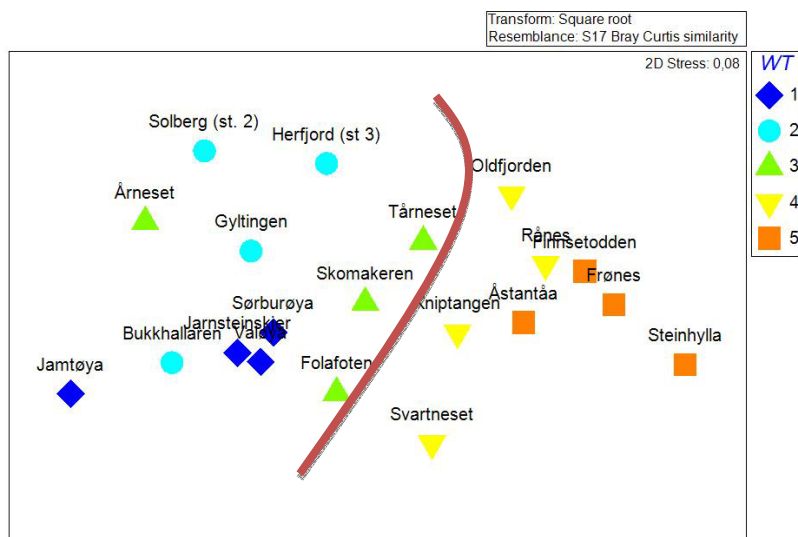 Transform: Square root
Resemblance: S17 Bray Curtis similarity
2D Stress: 0,08
WT
1
2
3
4
5
Solberg (st. 2)
Herfjord (st 3)
Oldfjorden
Årneset
Tårneset
Gyltingen
Rånes
Finnsetodden
Skomakeren
Frønes
Åstantåa
Sørburøya
Kniptangen
Jarnsteinskjer
Bukkhallaren
Valøya
Steinhylla
Jamtøya
Folafoten
Svartneset